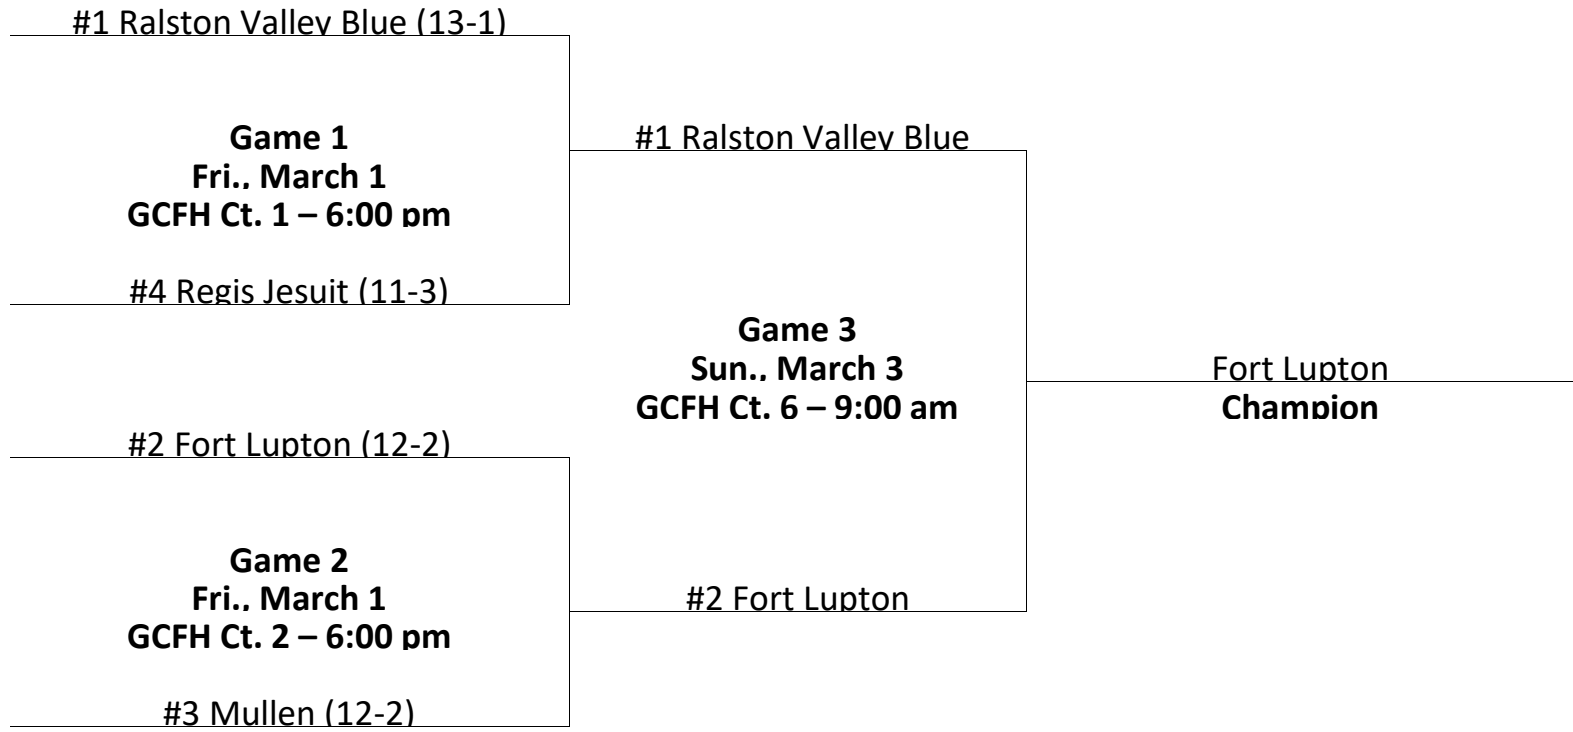 #1 Ralston Valley Blue (13-1)
Game 1
Fri., March 1
GCFH Ct. 1 – 6:00 pm
#4 Regis Jesuit (11-3)
#2 Fort Lupton (12-2)
Game 2
Fri., March 1
GCFH Ct. 2 – 6:00 pm
#3 Mullen (12-2)
#1 Ralston Valley Blue
Game 3
Sun., March 3
GCFH Ct. 6 – 9:00 am
#2 Fort Lupton
Fort Lupton
Champion